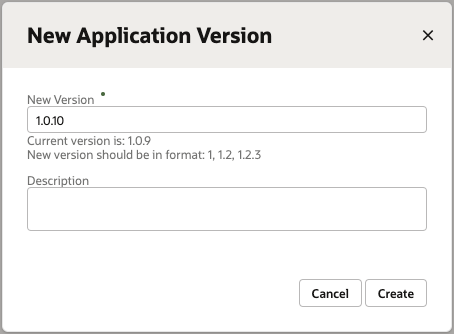 New Application Version
New Version
1.0.10
Current version is: 1.0.9
New version should be in format: 1, 1.2, 1.2.3
Description
Cancel Create